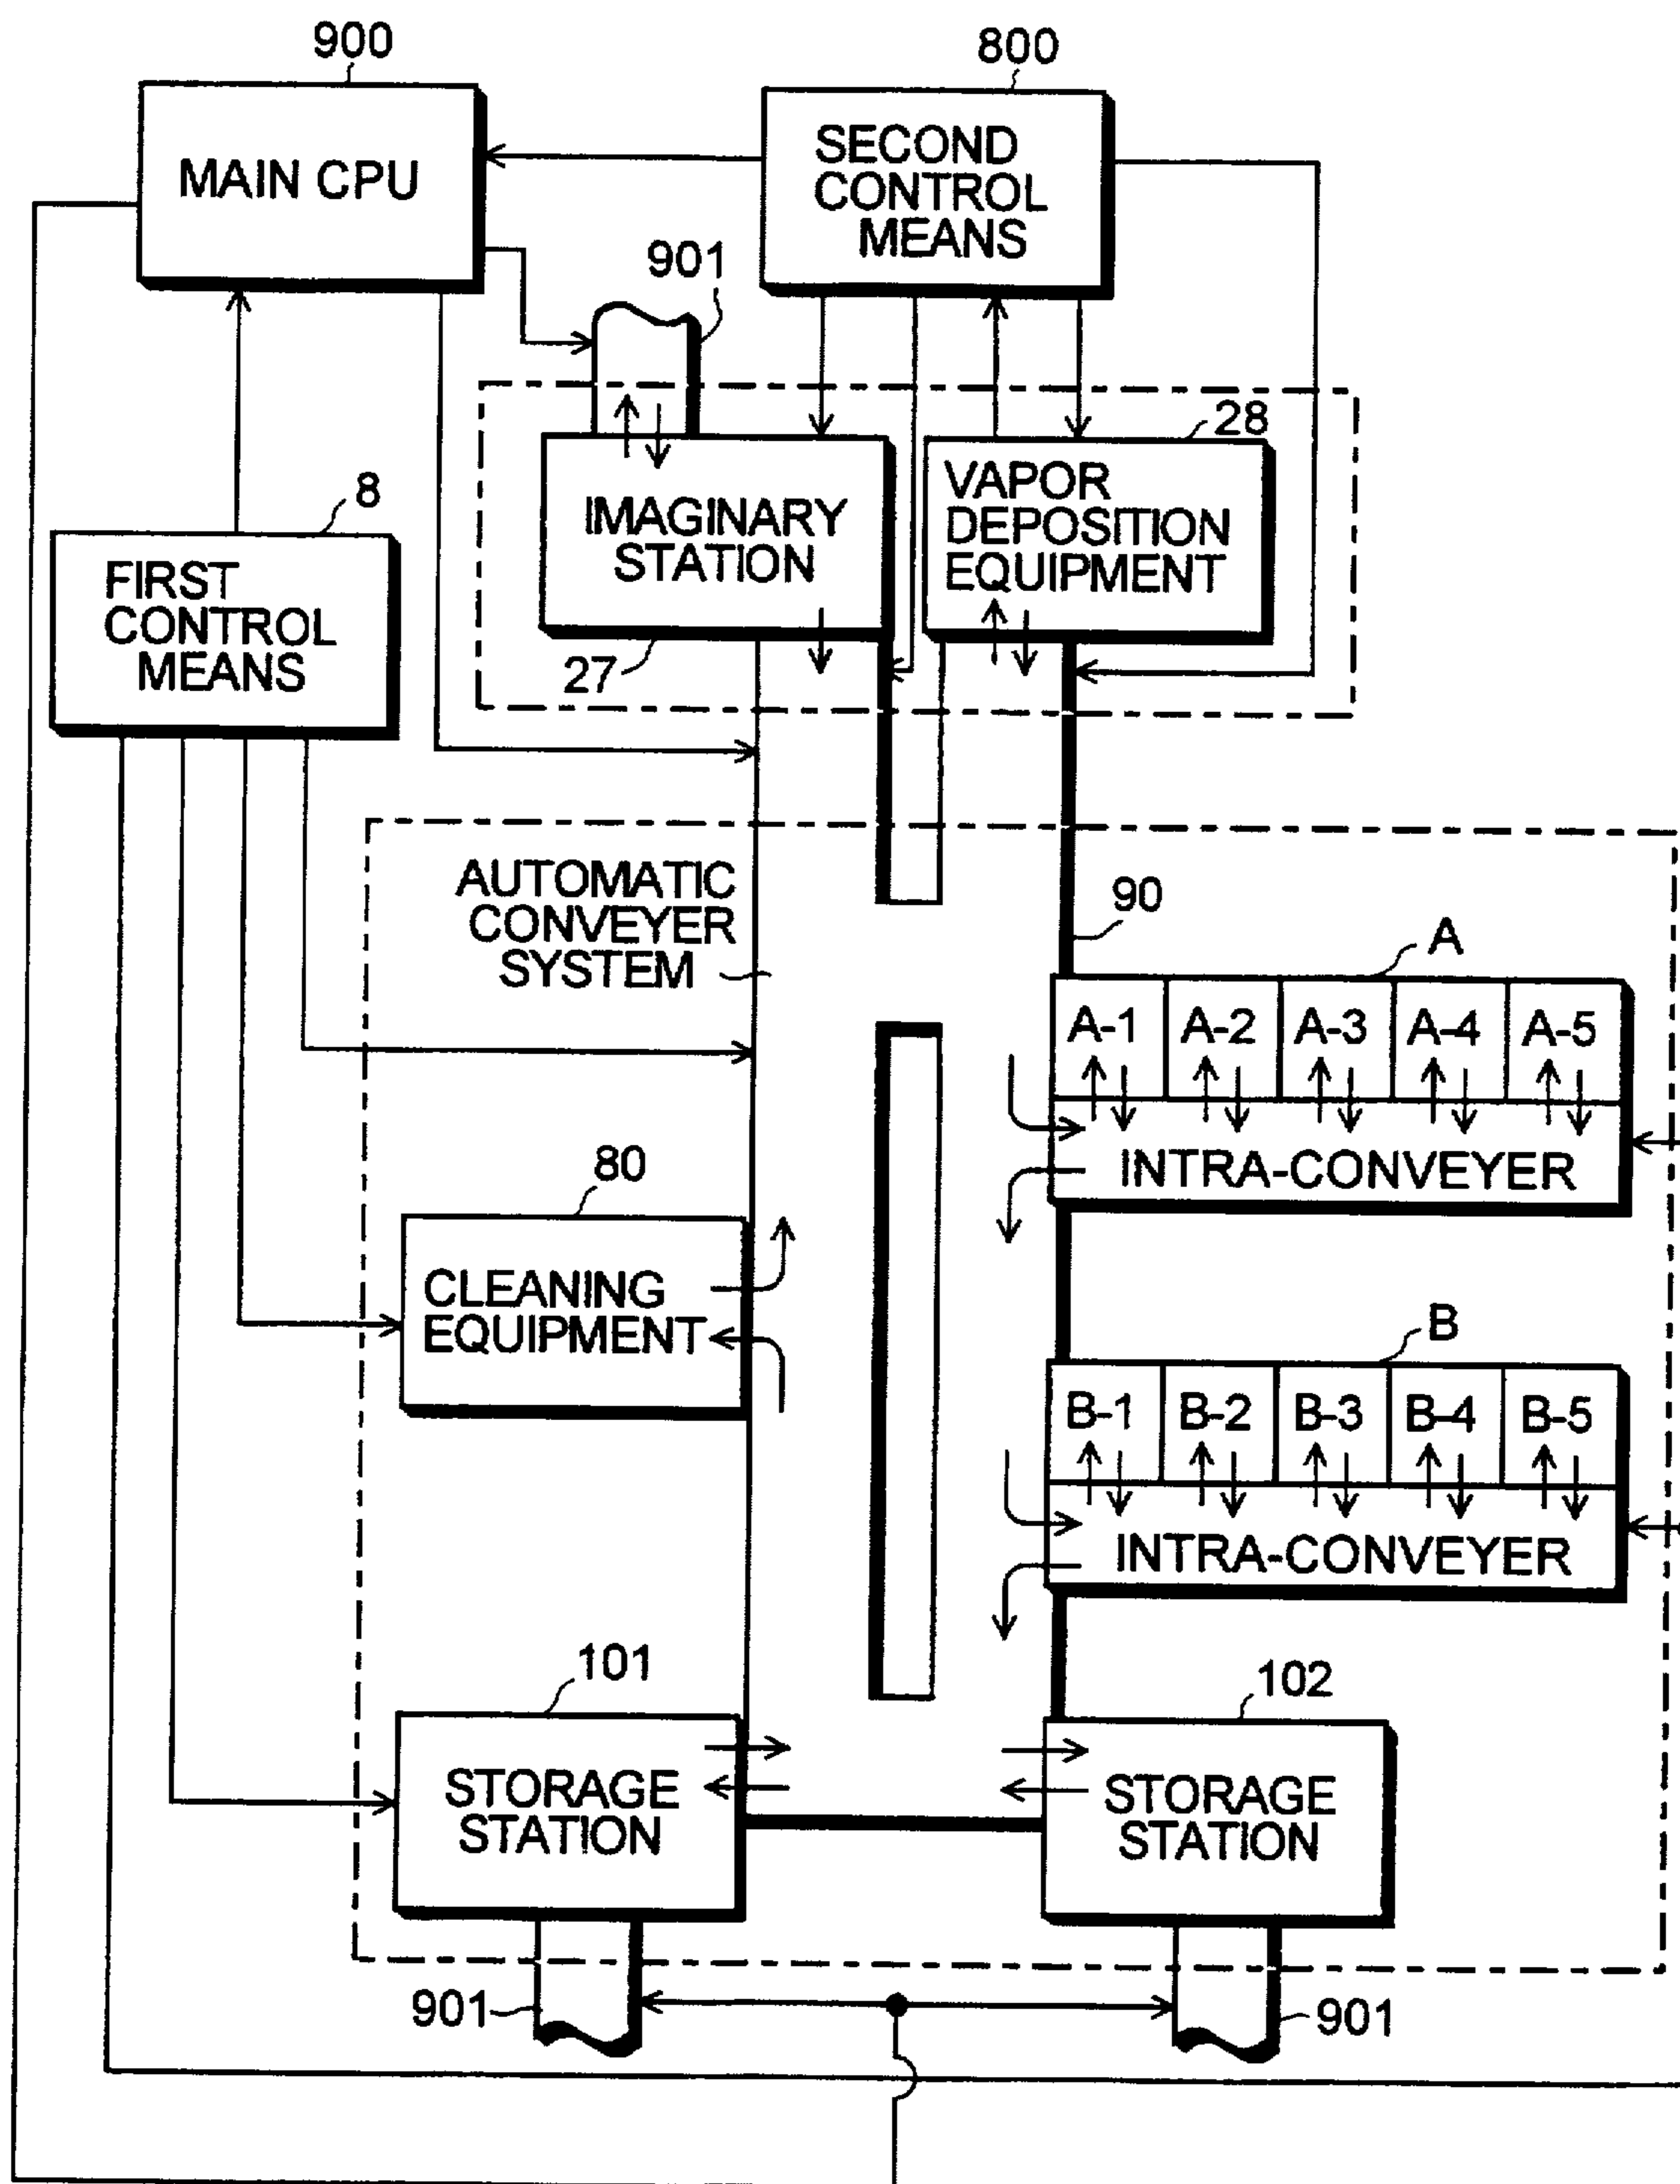 900
800
MAIN CPU
SECOND
CONTROL
MEANS
901
28
8
IMAGINARY
STATION
VAPOR
DEPOSITION
EQUIPMENT
FIRST
CONTROL
MEANS
27
AUTOMATIC
CONVEYER
SYSTEM
90
A
A-1 A-2 A-3 A-4 A-5
INTRA-CONVEYER
80
CLEANING
EQUIPMENT
B
B-1 B-2 B-3 B-4 B-5
INTRA-CONVEYER
101
102
STORAGE
STATION
STORAGE
STATION
901
901